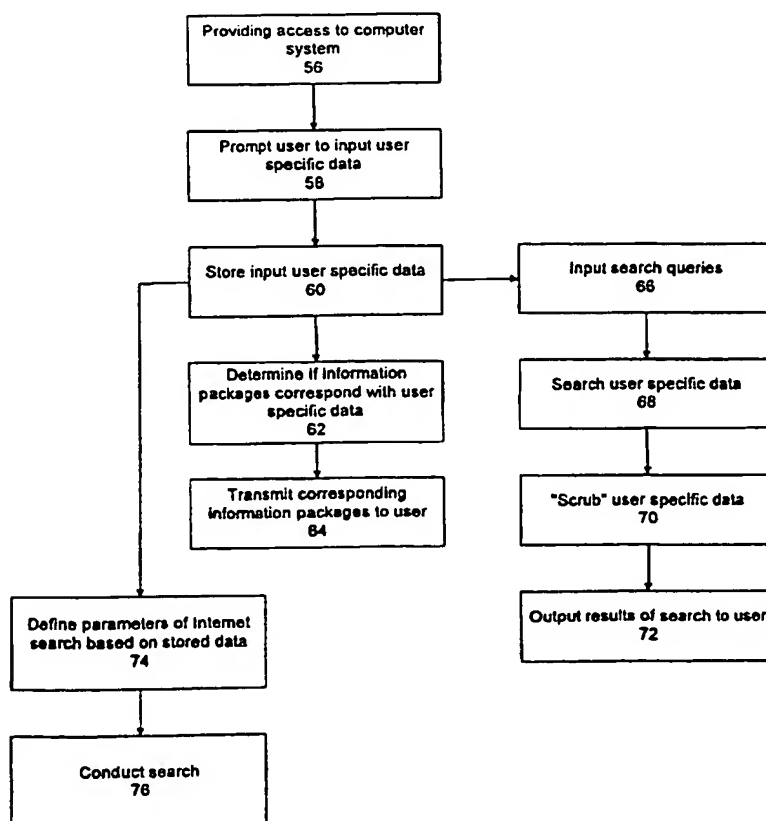 Providing access to computer
system
56
Prompt user to input user
specific data
58
Store input user specific data
60
Input search queries
66
Determine if information
packages correspond with user
specific data
62
Search user specific data
68
Transmit corresponding
information packages to user
64
"Scrub" user specific data
70
Define parameters of Internet
search based on stored data
74
Output results of search to user
72
Conduct search
76